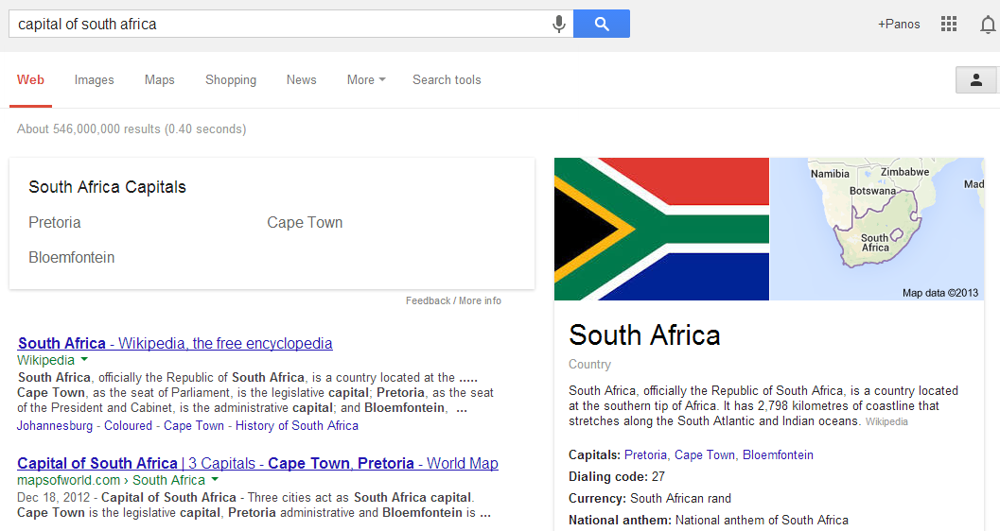 capital of south africa
+Panos
Web Images Maps Shopping News More Search tools
About 546,000,000 results (0.40 seconds)
South Africa Capitals
Pretoria Cape Town
Bloemfontein
Feedback / More info
South Africa - Wikipedia, the free encyclopedia
Wikipedia
South Africa, officially the Republic of South Africa, is a country located at the .....
Cape Town, as the seat of Parliament, is the legislative capital; Pretoria, as the seat
of the President and Cabinet, is the administrative capital; and Bloemfontein, ...
Johannesburg - Coloured - Cape Town - History of South Africa
Capital of South Africa | 3 Capitals - Cape Town, Pretoria - World Map
mapsofworld.com › South Africa
Dec 18, 2012 - Capital of South Africa - Three cities act as South Africa capital.
Cape Town is the legislative capital, Pretoria administrative and Bloemfontein is ...
Namibia
Zimbabwe
Botswana
Mad
South
Africa
Map data ©2013
South Africa
Country
South Africa, officially the Republic of South Africa, is a country located
at the southern tip of Africa. It has 2,798 kilometres of coastline that
stretches along the South Atlantic and Indian oceans. Wikipedia
Capitals: Pretoria, Cape Town, Bloemfontein
Dialing code: 27
Currency: South African rand
National anthem: National anthem of South Africa